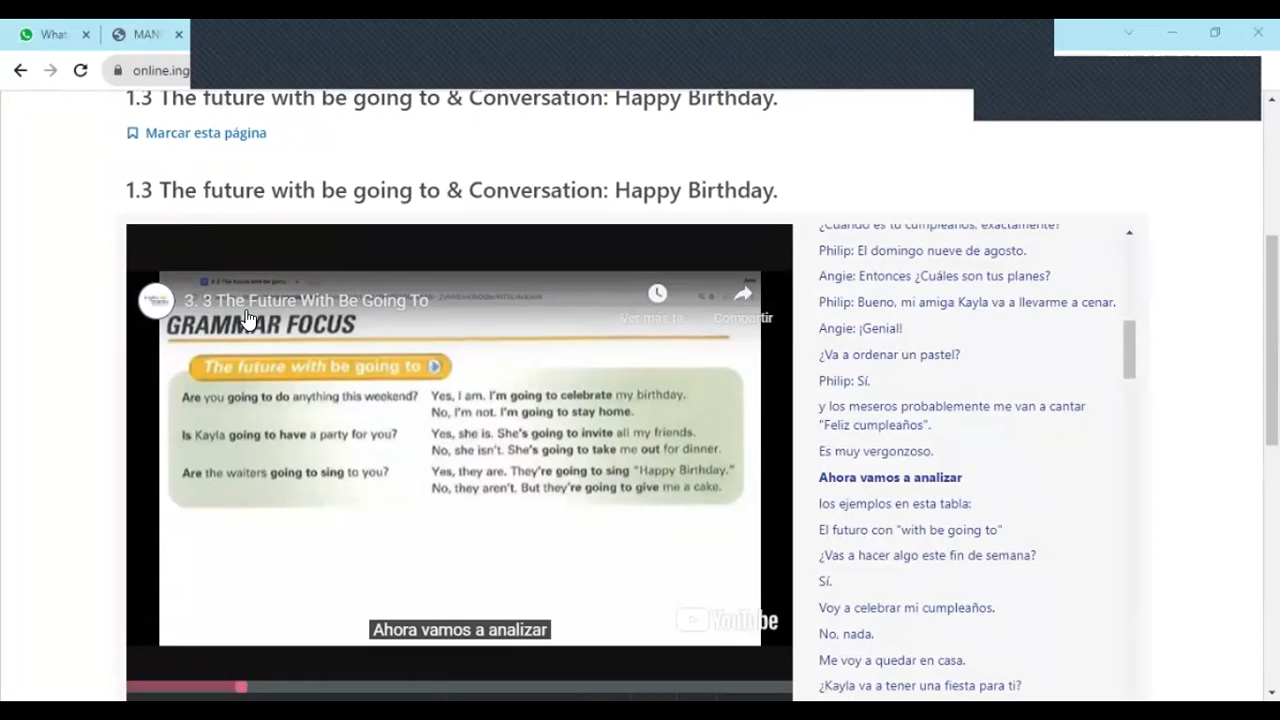 What
MAN
online.ing
1.3 The future with be going to & Conversation: Happy Birthday.
Marcar esta página
1.3 The future with be going to & Conversation: Happy Birthday.
3. 3 The Future With Be Going To
Ver más ta...
Compartir
GRAMMAR FOCUS
The future with be going to
Are you going to do anything this weekend? Yes, I am. I'm going to celebrate my birthday.
No, I'm not. I'm going to stay home.
Is Kayla going to have a party for you? Yes, she is. She's going to invite all my friends.
No, she isn't. She's going to take me out for dinner.
Are the waiters going to sing to you? Yes, they are. They're going to sing "Happy Birthday."
No, they aren't. But they're going to give me a cake.
Ahora vamos a analizar
YouTube
¿Cuándo es tu cumpleaños, exactamente?
Philip: El domingo nueve de agosto.
Angie: Entonces ¿Cuáles son tus planes?
Philip: Bueno, mi amiga Kayla va a llevarme a cenar.
Angie: ¡Genial!
¿Va a ordenar un pastel?
Philip: Sí.
y los meseros probablemente me van a cantar
"Feliz cumpleaños".
Es muy vergonzoso.
Ahora vamos a analizar
los ejemplos en esta tabla:
El futuro con "with be going to"
¿Vas a hacer algo este fin de semana?
Sí.
Voy a celebrar mi cumpleaños.
No, nada.
Me voy a quedar en casa.
¿Kayla va a tener una fiesta para ti?